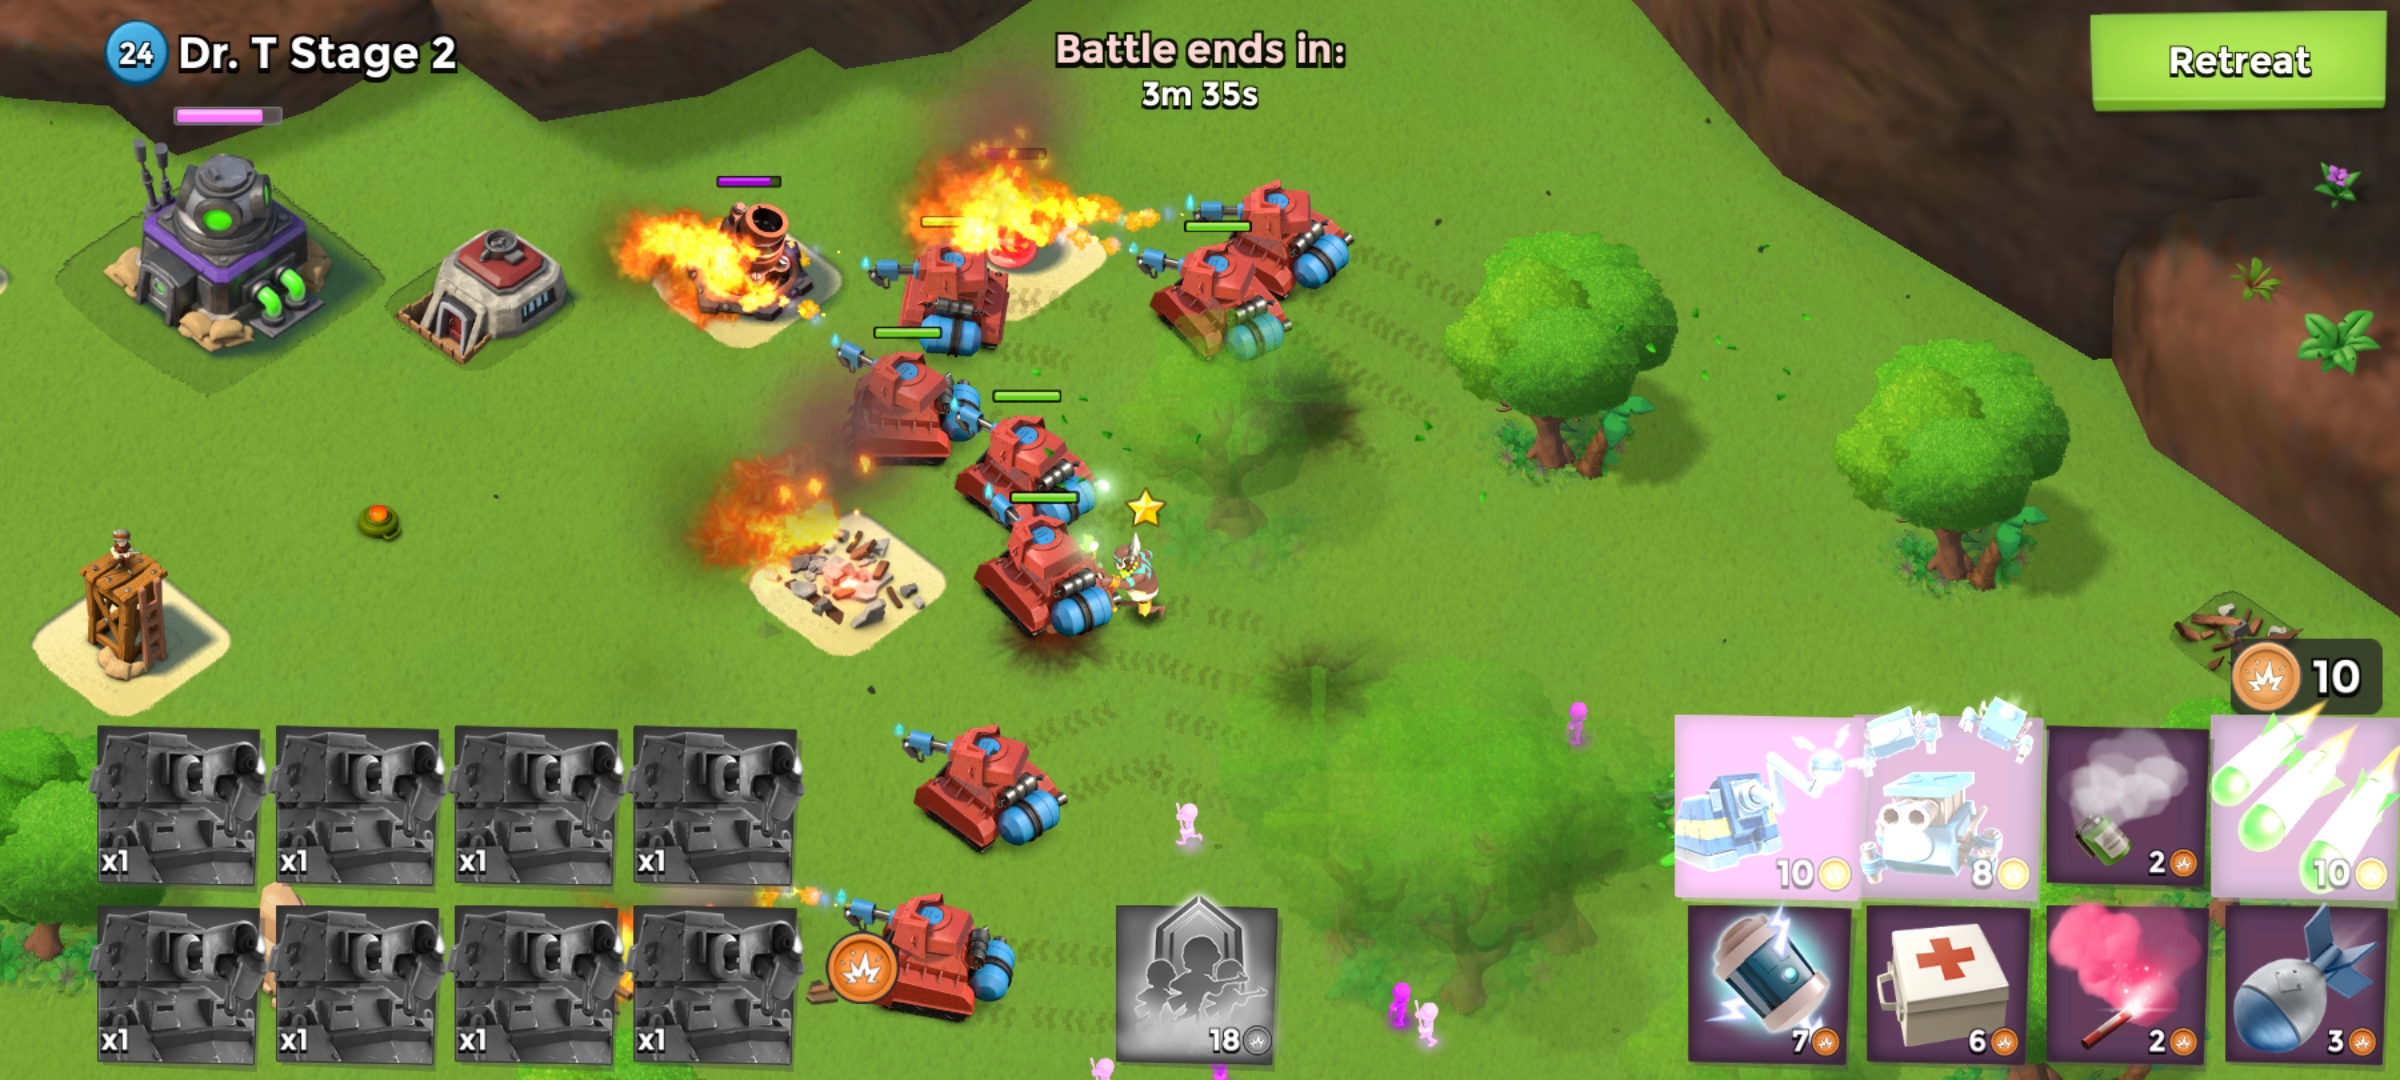 24 Dr. T Stage 2
Battle ends in:
3m 35s
Retreat
10
x1 x1 x1 x1
10 8 2 10
x1 x1 x1 x1
18
7 6 2 3